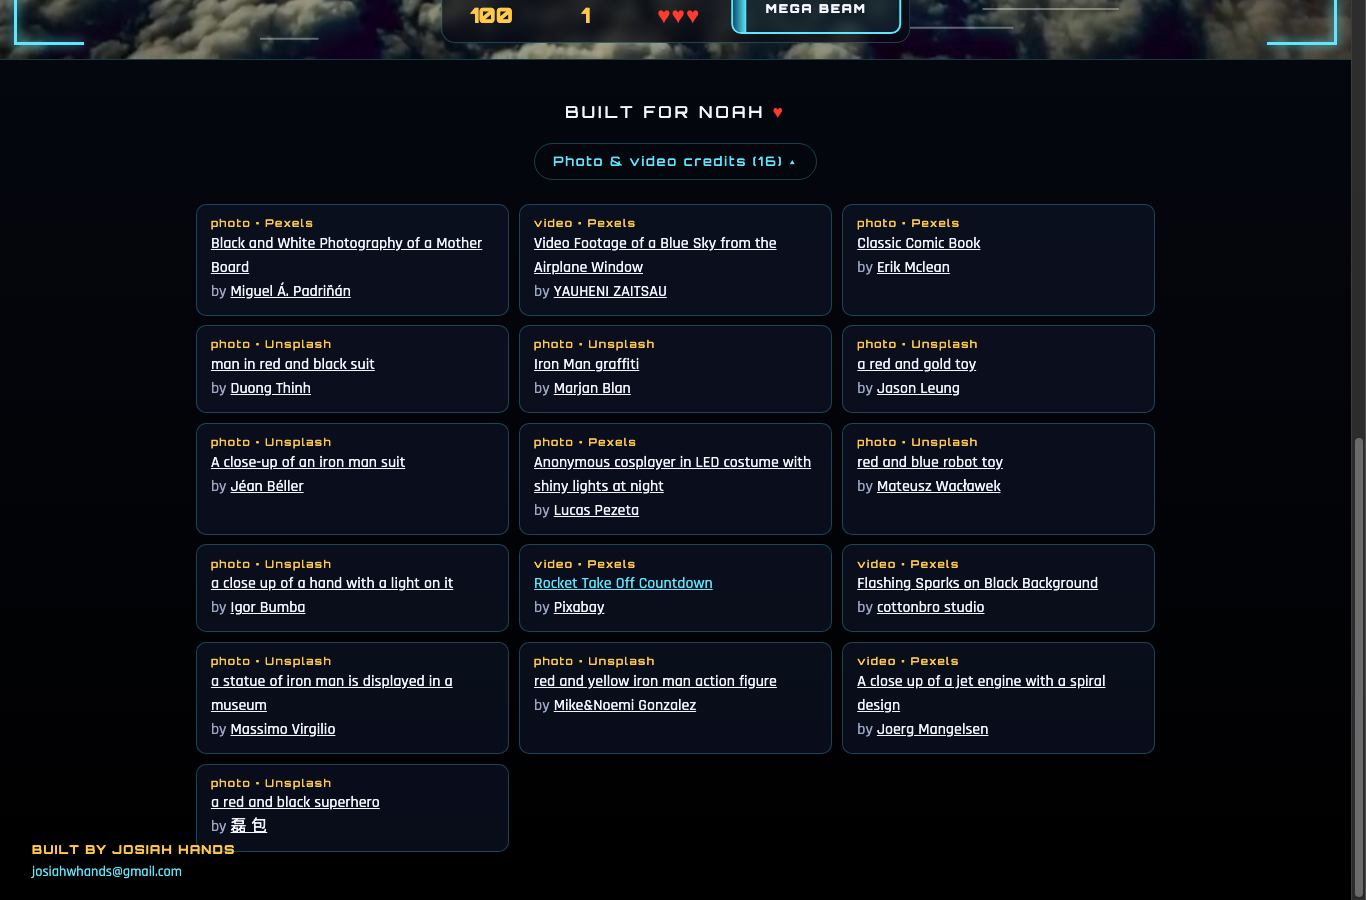 100 1 ♥♥♥ MEGA BEAM
BUILT FOR NOAH ♥
Photo & video credits (16) ▴
photo • Pexels
Black and White Photography of a Mother
Board
by Miguel Á. Padriñán
video • Pexels
Video Footage of a Blue Sky from the
Airplane Window
by YAUHENI ZAITSAU
photo • Pexels
Classic Comic Book
by Erik Mclean
photo • Unsplash
man in red and black suit
by Duong Thinh
photo • Unsplash
Iron Man graffiti
by Marjan Blan
photo • Unsplash
a red and gold toy
by Jason Leung
photo • Unsplash
A close-up of an iron man suit
by Jéan Béller
photo • Pexels
Anonymous cosplayer in LED costume with
shiny lights at night
by Lucas Pezeta
photo • Unsplash
red and blue robot toy
by Mateusz Wacławek
photo • Unsplash
a close up of a hand with a light on it
by Igor Bumba
video • Pexels
Rocket Take Off Countdown
by Pixabay
video • Pexels
Flashing Sparks on Black Background
by cottonbro studio
photo • Unsplash
a statue of iron man is displayed in a
museum
by Massimo Virgilio
photo • Unsplash
red and yellow iron man action figure
by Mike&Noemi Gonzalez
video • Pexels
A close up of a jet engine with a spiral
design
by Joerg Mangelsen
photo • Unsplash
a red and black superhero
by 磊 包
BUILT BY JOSIAH HANDS
josiahwhands@gmail.com